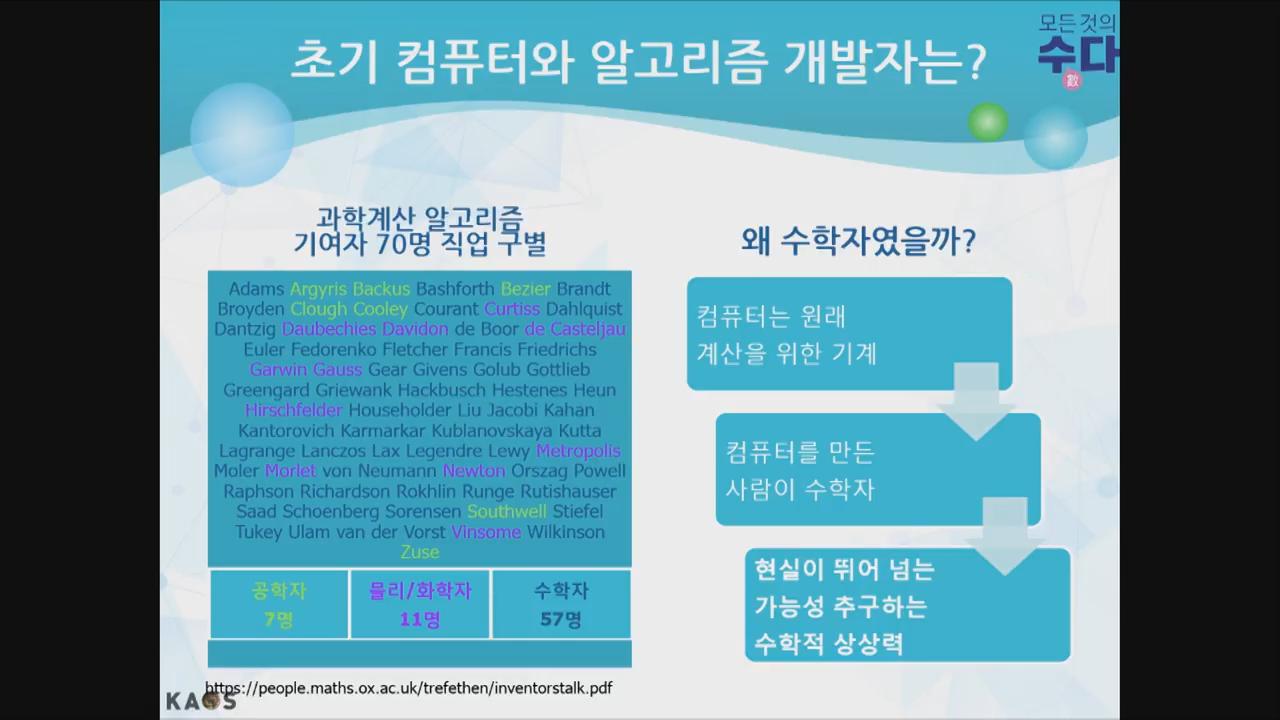 초기 컴퓨터와 알고리즘 개발자는?
모든 것의
수다
數
과학계산 알고리즘
기여자 70명 직업 구별
Adams Argyris Backus Bashforth Bezier Brandt
Broyden Clough Cooley Courant Curtiss Dahlquist
Dantzig Daubechies Davidon de Boor de Casteljau
Euler Fedorenko Fletcher Francis Friedrichs
Garwin Gauss Gear Givens Golub Gottlieb
Greengard Griewank Hackbusch Hestenes Heun
Hirschfelder Householder Liu Jacobi Kahan
Kantorovich Karmarkar Kublanovskaya Kutta
Lagrange Lanczos Lax Legendre Lewy Metropolis
Moler Morlet von Neumann Newton Orszag Powell
Raphson Richardson Rokhlin Runge Rutishauser
Saad Schoenberg Sorensen Southwell Stiefel
Tukey Ulam van der Vorst Vinsome Wilkinson
Zuse
공학자
7명
물리/화학자
11명
수학자
57명
https://people.maths.ox.ac.uk/trefethen/inventorstalk.pdf
왜 수학자였을까?
컴퓨터는 원래
계산을 위한 기계
컴퓨터를 만든
사람이 수학자
현실이 뛰어 넘는
가능성 추구하는
수학적 상상력
KAOS